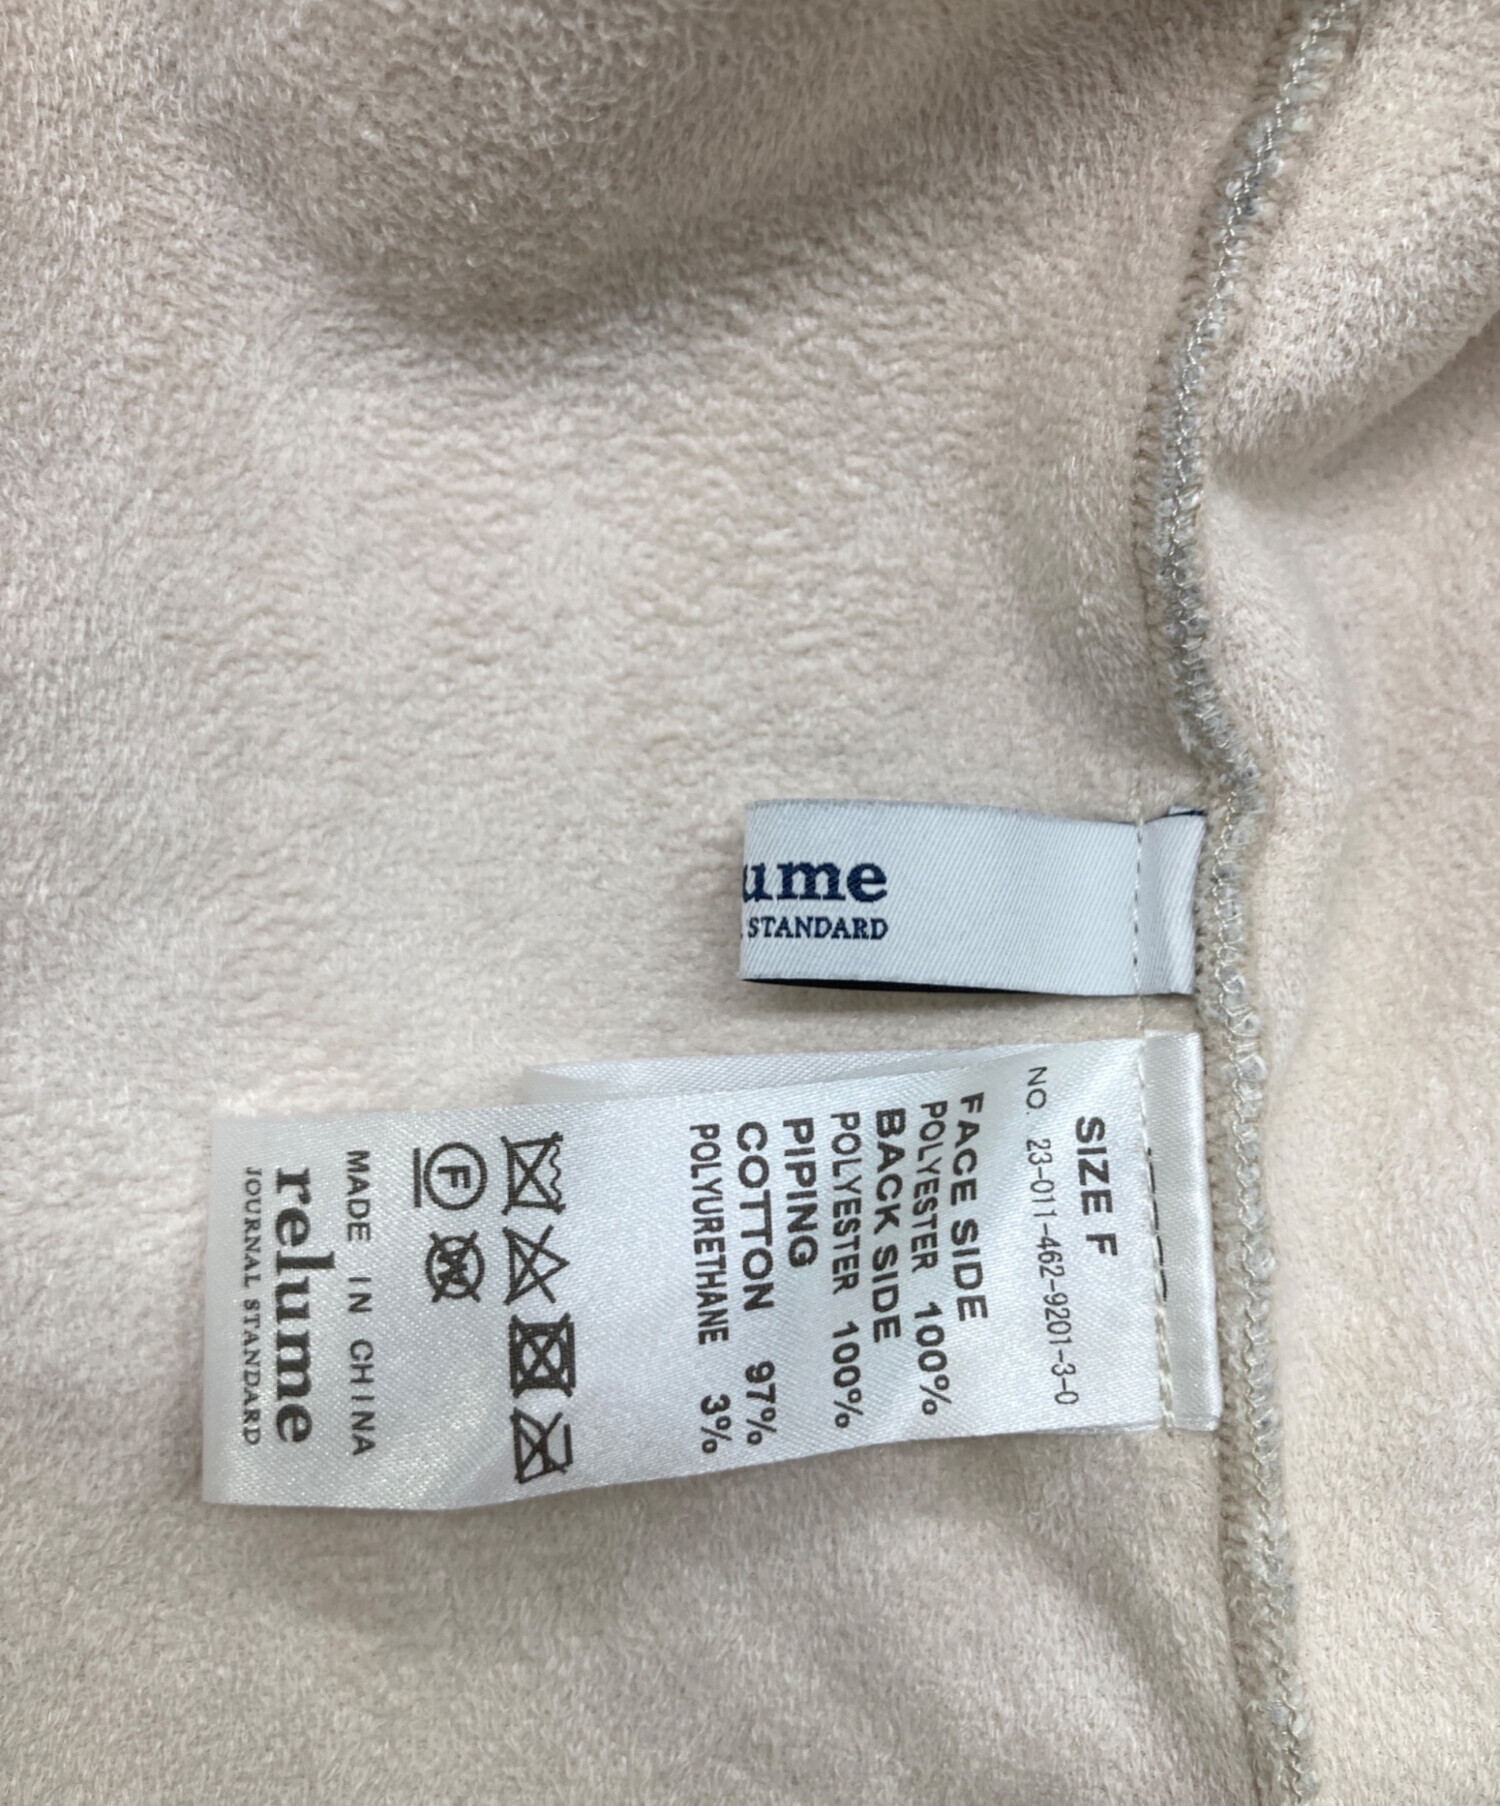 ume
STANDARD
SIZE F
NO. 23-011-462-9201-3-0
FACE SIDE
POLYESTER 100%
BACK SIDE
POLYESTER 100%
PIPING
COTTON 97%
POLYURETHANE 3%
F
W
MADE IN CHINA
relume
JOURNAL STANDARD